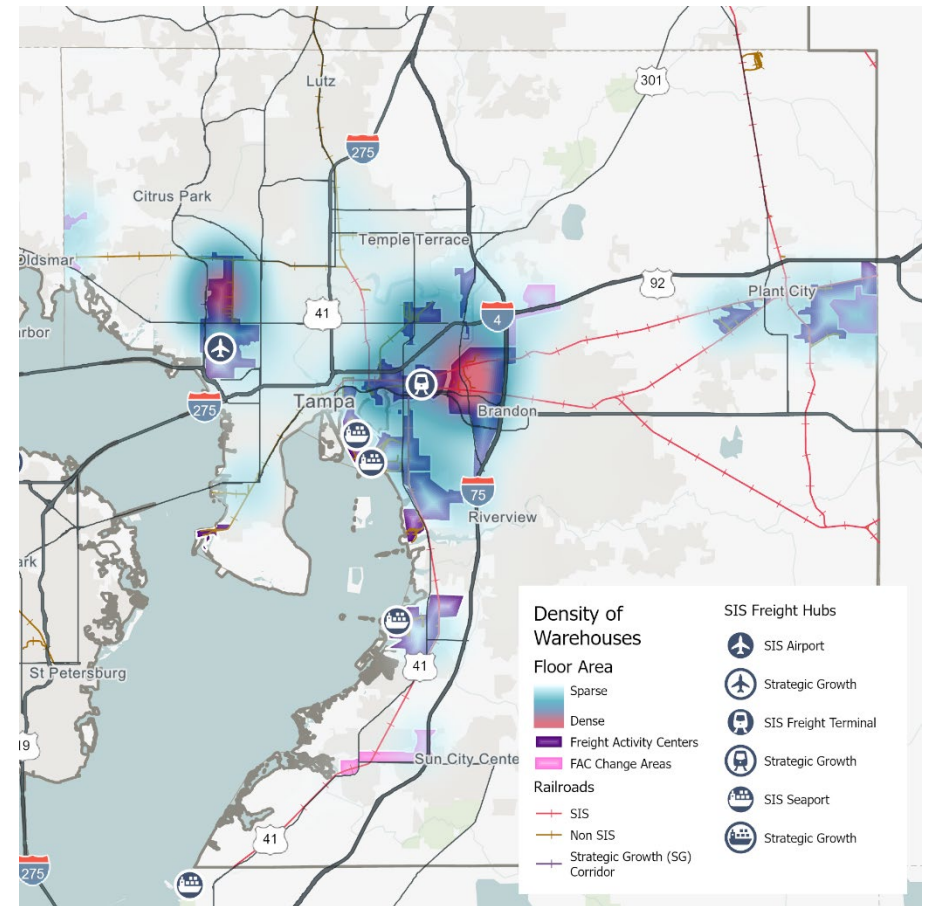 Lutz
301
275
Citrus Park
Temple Terrace
Oldsmar
92
Plant City
41
4
arbor
Tampa
Brandon
275
75
Riverview
ark
41
St Petersburg
19
Sun City Cente
41
275
Density of
Warehouses
Floor Area
Sparse
Dense
Freight Activity Centers
FAC Change Areas
Railroads
SIS
Non SIS
Strategic Growth (SG)
Corridor
SIS Freight Hubs
SIS Airport
Strategic Growth
SIS Freight Terminal
Strategic Growth
SIS Seaport
Strategic Growth